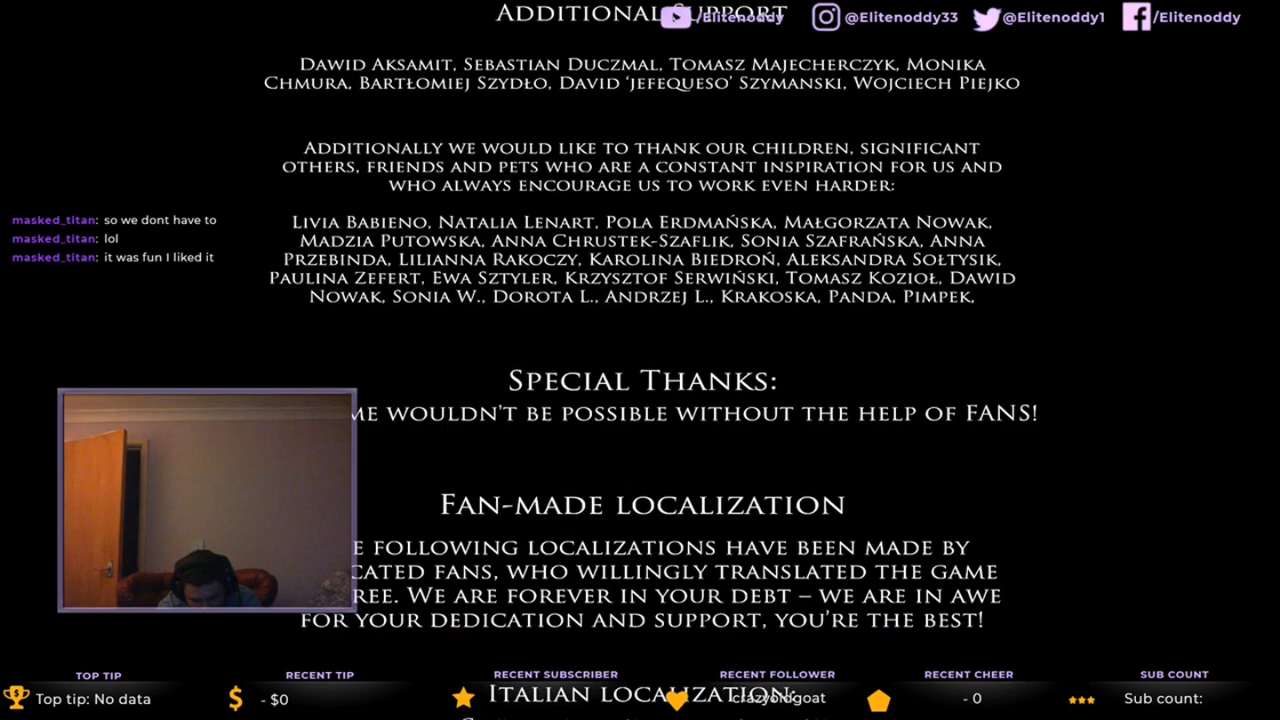 ADDITIONAL SUPPORT
/Elitenoddy
@Elitenoddy33
@Elitenoddy1
/Elitenoddy
DAWID AKSAMIT, SEBASTIAN DUCZMAL, TOMASZ MAJECHERCZYK, MONIKA
CHMURA, BARTŁOMIEJ SZYDŁO, DAVID ‘JEFEQUESO’ SZYMANSKI, WOJCIECH PIEJKO
ADDITIONALLY WE WOULD LIKE TO THANK OUR CHILDREN, SIGNIFICANT
OTHERS, FRIENDS AND PETS WHO ARE A CONSTANT INSPIRATION FOR US AND
WHO ALWAYS ENCOURAGE US TO WORK EVEN HARDER:
masked_titan: so we dont have to
masked_titan: lol
masked_titan: it was fun I liked it
LIVIA BABIENO, NATALIA LENART, POLA ERDMAŃSKA, MAŁGORZATA NOWAK,
MADZIA PUTOWSKA, ANNA CHRUSTEK-SZAFLIK, SONIA SZAFRAŃSKA, ANNA
PRZEBINDA, LILIANNA RAKOCZY, KAROLINA BIEDROŃ, ALEKSANDRA SOŁTYSIK,
PAULINA ZEFERT, EWA SZTYLER, KRZYSZTOF SERWIŃSKI, TOMASZ KOZIOŁ, DAWID
NOWAK, SONIA W., DOROTA L., ANDRZEJ L., KRAKOSKA, PANDA, PIMPEK,
SPECIAL THANKS:
ME WOULDN'T BE POSSIBLE WITHOUT THE HELP OF FANS!
FAN-MADE LOCALIZATION
E FOLLOWING LOCALIZATIONS HAVE BEEN MADE BY
CATED FANS, WHO WILLINGLY TRANSLATED THE GAME
REE. WE ARE FOREVER IN YOUR DEBT – WE ARE IN AWE
FOR YOUR DEDICATION AND SUPPORT, YOU’RE THE BEST!
ITALIAN LOCALIZATION:
TOP TIP
Top tip: No data
RECENT TIP
- $0
RECENT SUBSCRIBER
RECENT FOLLOWER
crazyoldgoat
RECENT CHEER
- 0
SUB COUNT
Sub count: